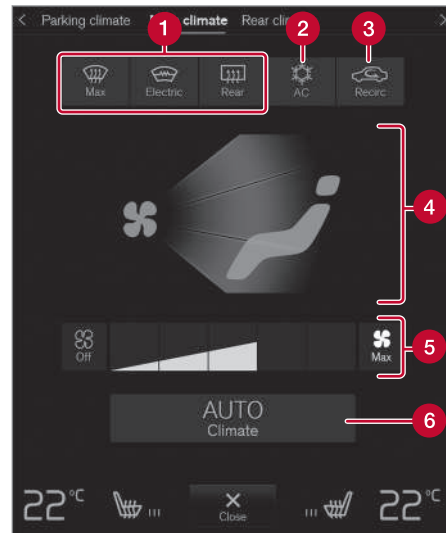 Parking climate climate Rear
1 2 3
Max Electric Rear AC Recirc
4
Off Max
5
AUTO
Climate
6
22°C 22°C
Close